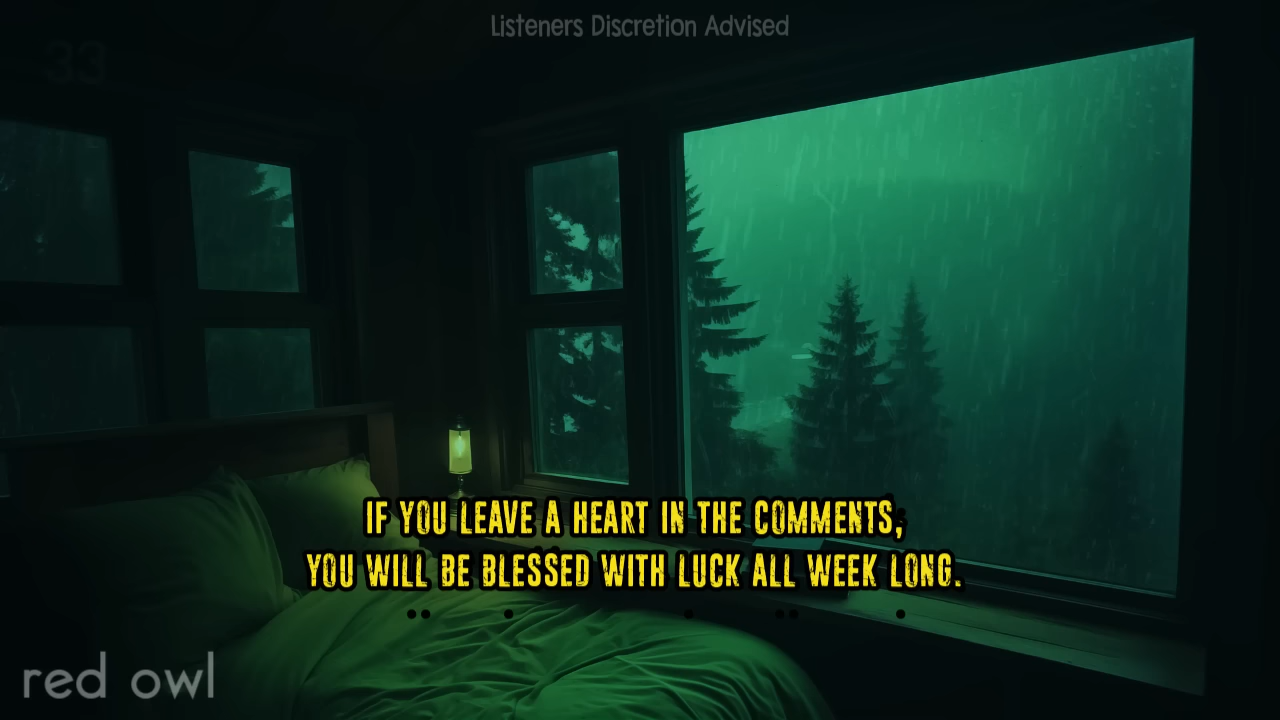 Listeners Discretion Advised
33
IF YOU LEAVE A HEART IN THE COMMENTS,
YOU WILL BE BLESSED WITH LUCK ALL WEEK LONG.
red owl